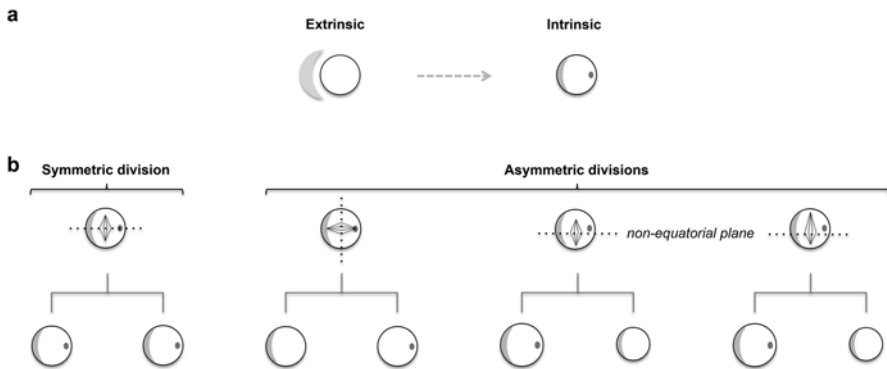 a
Extrinsic
Intrinsic
b
Symmetric division
Asymmetric divisions
non-equatorial plane